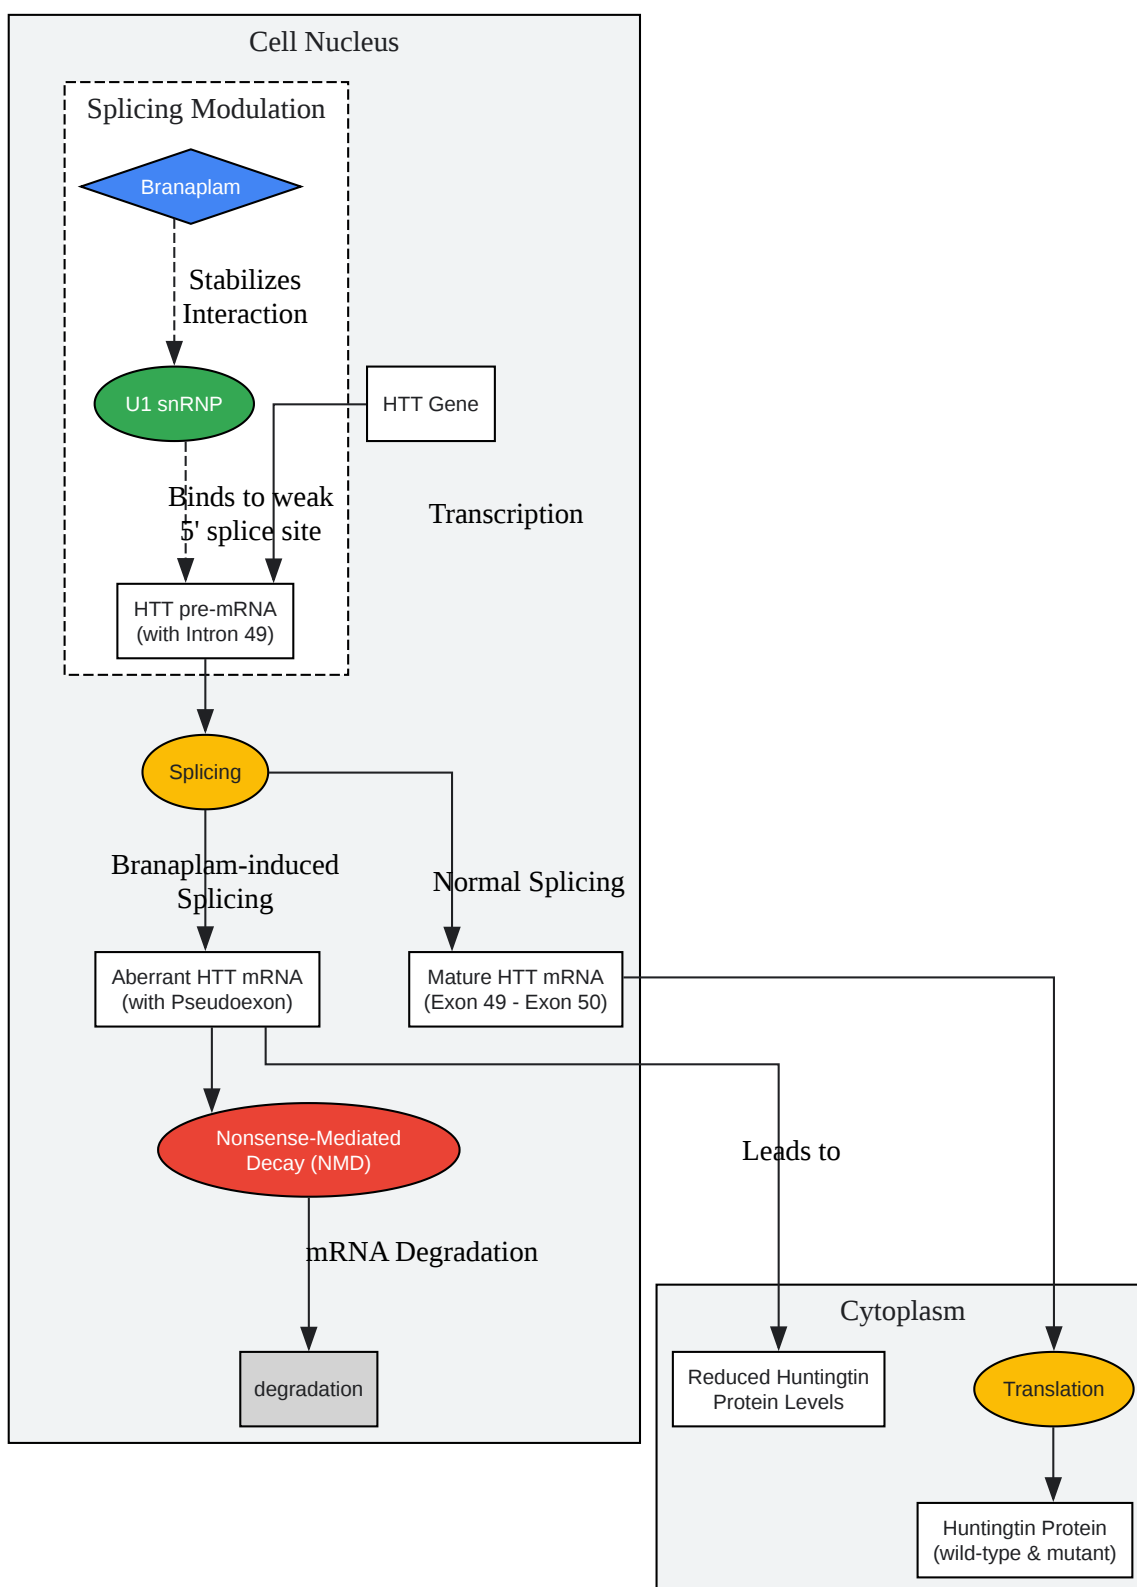 Cell Nucleus
Splicing Modulation
Branaplam
Stabilizes
Interaction
U1 snRNP
HTT Gene
Binds to weak
5' splice site
Transcription
HTT pre-mRNA
(with Intron 49)
Splicing
Branaplam-induced
Splicing
Normal Splicing
Aberrant HTT mRNA
(with Pseudoexon)
Mature HTT mRNA
(Exon 49 - Exon 50)
Nonsense-Mediated
Decay (NMD)
Leads to
mRNA Degradation
Cytoplasm
degradation
Reduced Huntingtin
Protein Levels
Translation
Huntingtin Protein
(wild-type & mutant)